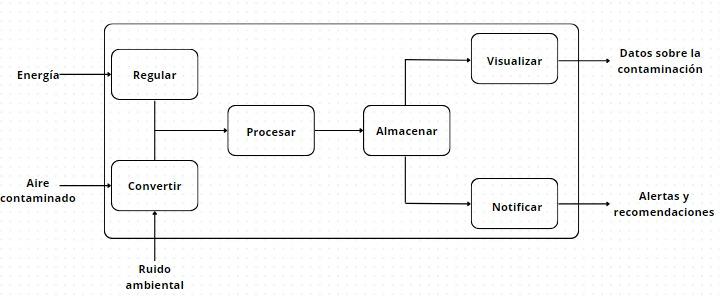 Energía
Regular
Aire
contaminado
Convertir
Ruido
ambiental
Procesar
Almacenar
Visualizar
Notificar
Datos sobre la
contaminación
Alertas y
recomendaciones